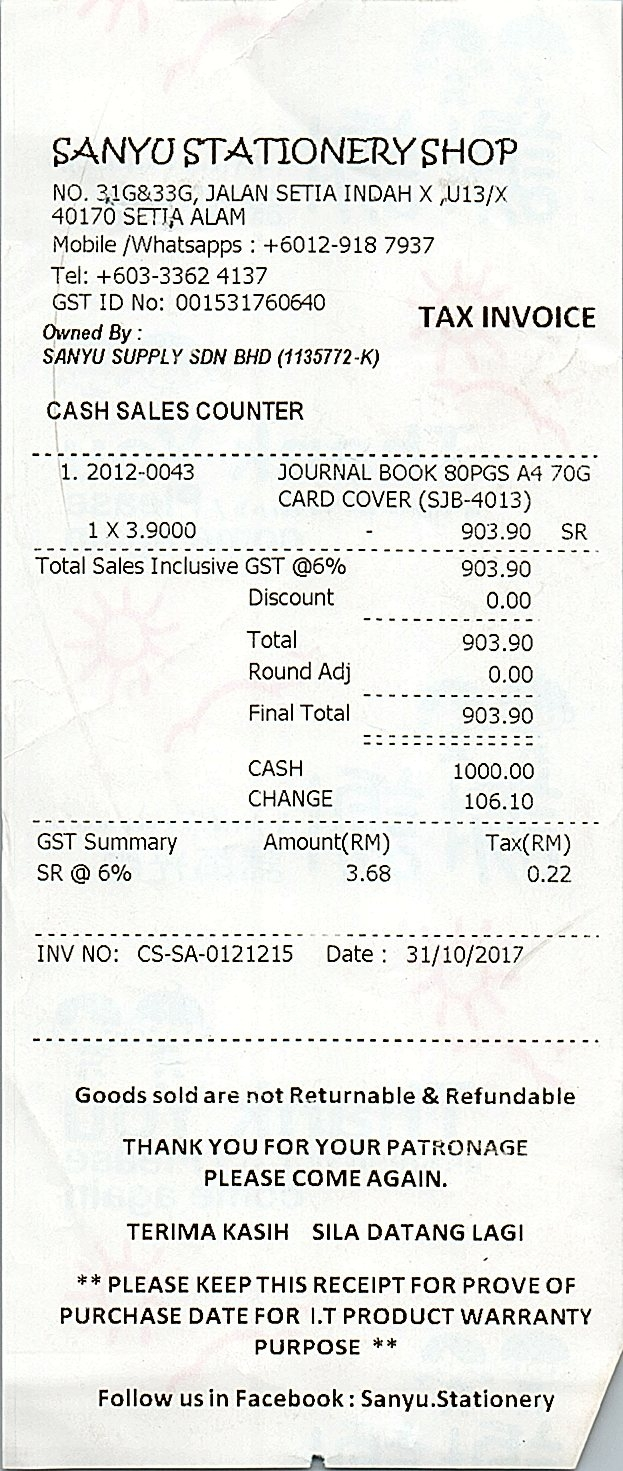 SANYU STATIONERY SHOP
NO. 31G&33G, JALAN SETIA INDAH X ,U13/X
40170 SETIA ALAM
Mobile /Whatsapps : +6012-918 7937
Tel: +603-3362 4137
GST ID No: 001531760640
TAX INVOICE
Owned By :
SANYU SUPPLY SDN BHD (1135772-K)
CASH SALES COUNTER
1. 2012-0043 JOURNAL BOOK 80PGS A4 70G
CARD COVER (SJB-4013)
1 X 3.9000 - 903.90 SR
Total Sales Inclusive GST @6% 903.90
Discount 0.00
Total 903.90
Round Adj 0.00
Final Total 903.90
CASH 1000.00
CHANGE 106.10
GST Summary Amount(RM) Tax(RM)
SR @ 6% 3.68 0.22
INV NO: CS-SA-0121215 Date : 31/10/2017
Goods sold are not Returnable & Refundable
THANK YOU FOR YOUR PATRONAGE
PLEASE COME AGAIN.
TERIMA KASIH SILA DATANG LAGI
** PLEASE KEEP THIS RECEIPT FOR PROVE OF
PURCHASE DATE FOR I.T PRODUCT WARRANTY
PURPOSE **
Follow us in Facebook : Sanyu.Stationery